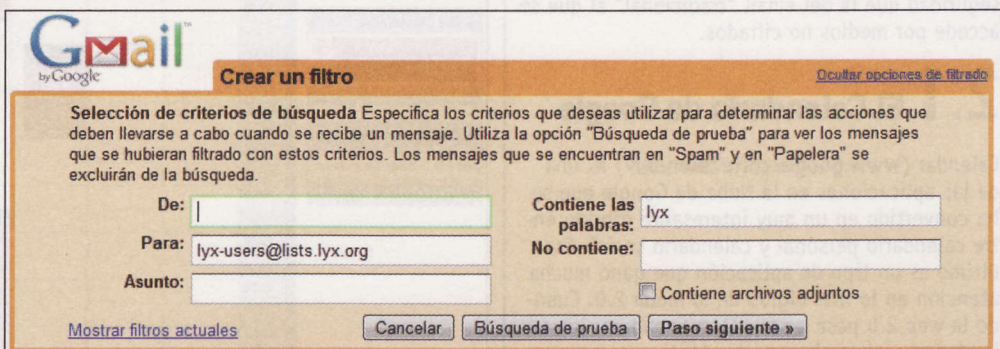 Gmail™
by Google
Crear un filtro
Ocultar opciones de filtrado
Selección de criterios de búsqueda Especifica los criterios que deseas utilizar para determinar las acciones que
deben llevarse a cabo cuando se recibe un mensaje. Utiliza la opción "Búsqueda de prueba" para ver los mensajes
que se hubieran filtrado con estos criterios. Los mensajes que se encuentran en "Spam" y en "Papelera" se
excluirán de la búsqueda.
De:
Para: lyx-users@lists.lyx.org
Asunto:
Contiene las
palabras: lyx
No contiene:
Contiene archivos adjuntos
Mostrar filtros actuales
Cancelar
Búsqueda de prueba
Paso siguiente »